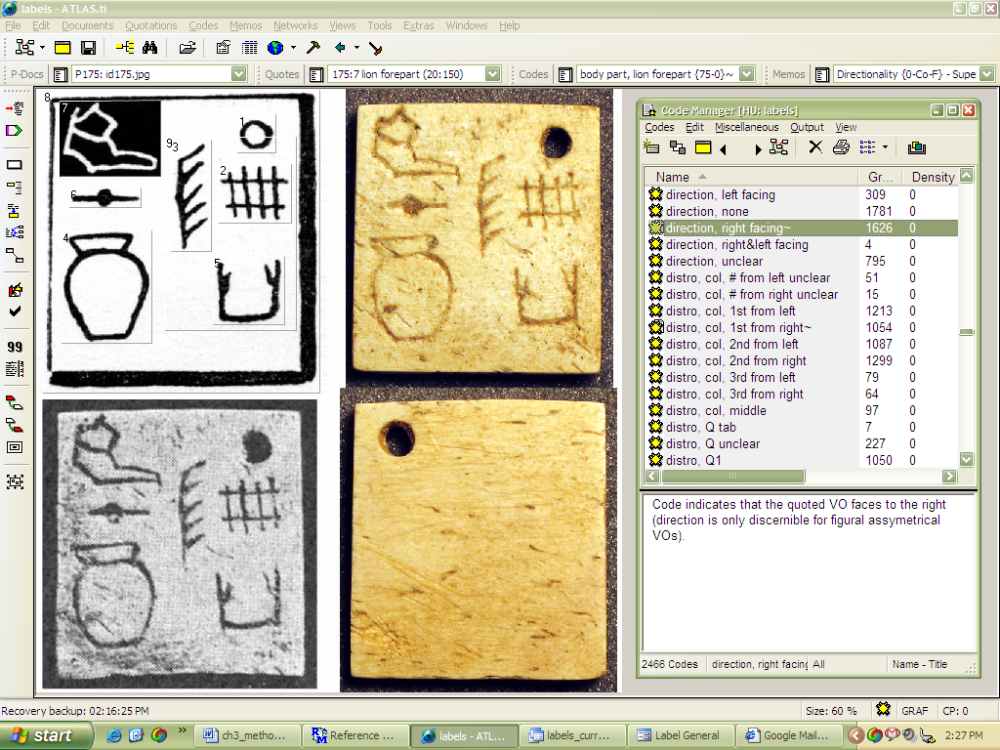 labels - ATLAS.ti
File Edit Documents Quotations Codes Memos Networks Views Tools Extras Windows Help
P-Docs P175: id175.jpg Quotes 175:7 lion forepart (20:150) Codes body part, lion forepart {75-0}~ Memos Directionality {0-Co-F} - Supe
8
7
1
9 3
2
6
4
5
99
Code Manager [HU: labels]
Codes Edit Miscellaneous Output View
Name Gr... Density
direction, left facing 309 0
direction, none 1781 0
direction, right facing~ 1626 0
direction, right&left facing 4 0
direction, unclear 795 0
distro, col, # from left unclear 51 0
distro, col, # from right unclear 15 0
distro, col, 1st from left 1213 0
distro, col, 1st from right~ 1054 0
distro, col, 2nd from left 1087 0
distro, col, 2nd from right 1299 0
distro, col, 3rd from left 79 0
distro, col, 3rd from right 64 0
distro, col, middle 97 0
distro, Q tab 7 0
distro, Q unclear 227 0
distro, Q1 1050 0
Code indicates that the quoted VO faces to the right
(direction is only discernible for figural assymetrical
VOs).
2466 Codes direction, right facing All Name - Title
Recovery backup: 02:16:25 PM Size: 60 % GRAF CP: 0
start ch3_metho... Reference ... labels - ATL... labels_curr... Label General Google Mail... 2:27 PM